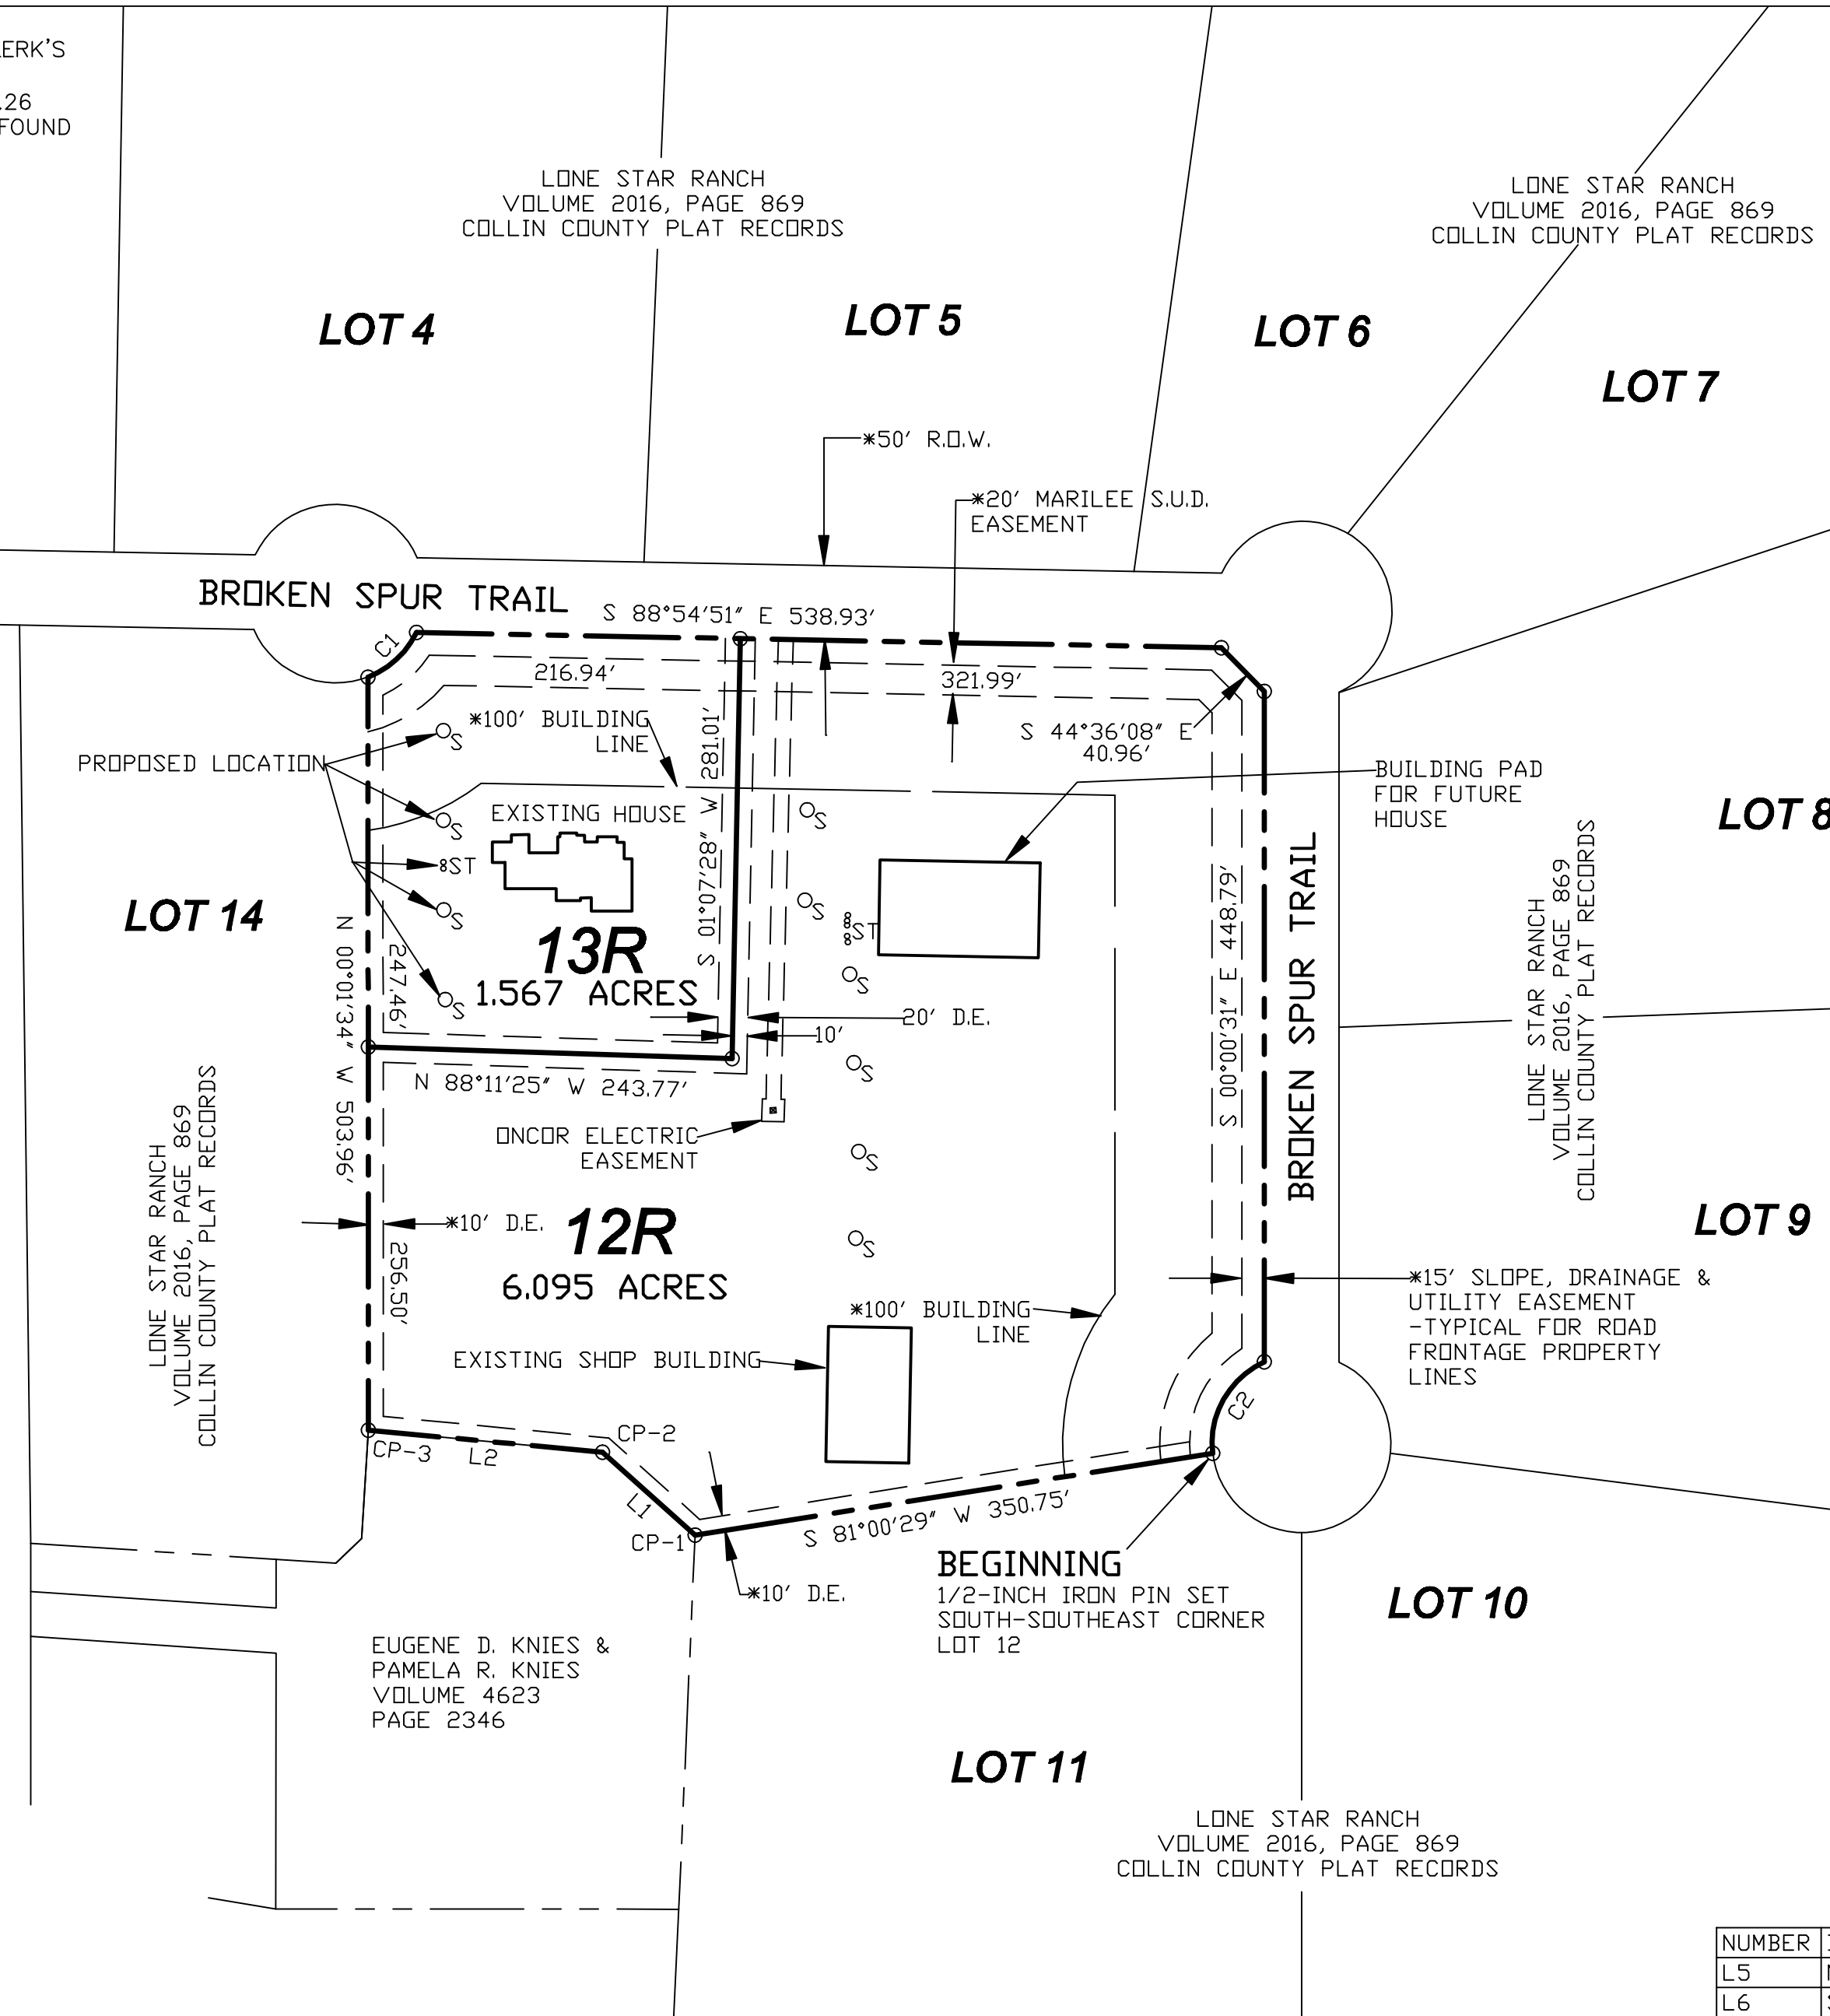 ERK'S
.26
FOUND
LONE STAR RANCH
VOLUME 2016, PAGE 869
COLLIN COUNTY PLAT RECORDS
LONE STAR RANCH
VOLUME 2016, PAGE 869
COLLIN COUNTY PLAT RECORDS
LOT 4
LOT 5
LOT 6
LOT 7
*50' R.O.W.
*20' MARILEE S.U.D.
EASEMENT
BROKEN SPUR TRAIL
S 88°54'51" E 538.93'
C1
216.94'
321.99'
*100' BUILDING
LINE
S 44°36'08" E
40.96'
PROPOSED LOCATION
S
S
ST
S
S
EXISTING HOUSE
S 01°07'28" W 281.01'
S
S
ST
S
S
S
S
BUILDING PAD
FOR FUTURE
HOUSE
LOT 8
LOT 14
N 00°01'34" W 503.96'
247.46'
13R
1.567 ACRES
20' D.E.
10'
N 88°11'25" W 243.77'
S 00°00'31" E 448.79'
BROKEN SPUR TRAIL
LONE STAR RANCH
VOLUME 2016, PAGE 869
COLLIN COUNTY PLAT RECORDS
LONE STAR RANCH
VOLUME 2016, PAGE 869
COLLIN COUNTY PLAT RECORDS
ONCOR ELECTRIC
EASEMENT
*10' D.E.
12R
6.095 ACRES
256.50'
LOT 9
*15' SLOPE, DRAINAGE &
UTILITY EASEMENT
-TYPICAL FOR ROAD
FRONTAGE PROPERTY
LINES
*100' BUILDING
LINE
EXISTING SHOP BUILDING
C2
CP-3
L2
CP-2
L1
CP-1
S 81°00'29" W 350.75'
*10' D.E.
BEGINNING
1/2-INCH IRON PIN SET
SOUTH-SOUTHEAST CORNER
LOT 12
LOT 10
EUGENE D. KNIES &
PAMELA R. KNIES
VOLUME 4623
PAGE 2346
LOT 11
LONE STAR RANCH
VOLUME 2016, PAGE 869
COLLIN COUNTY PLAT RECORDS
NUMBER
L5
L6